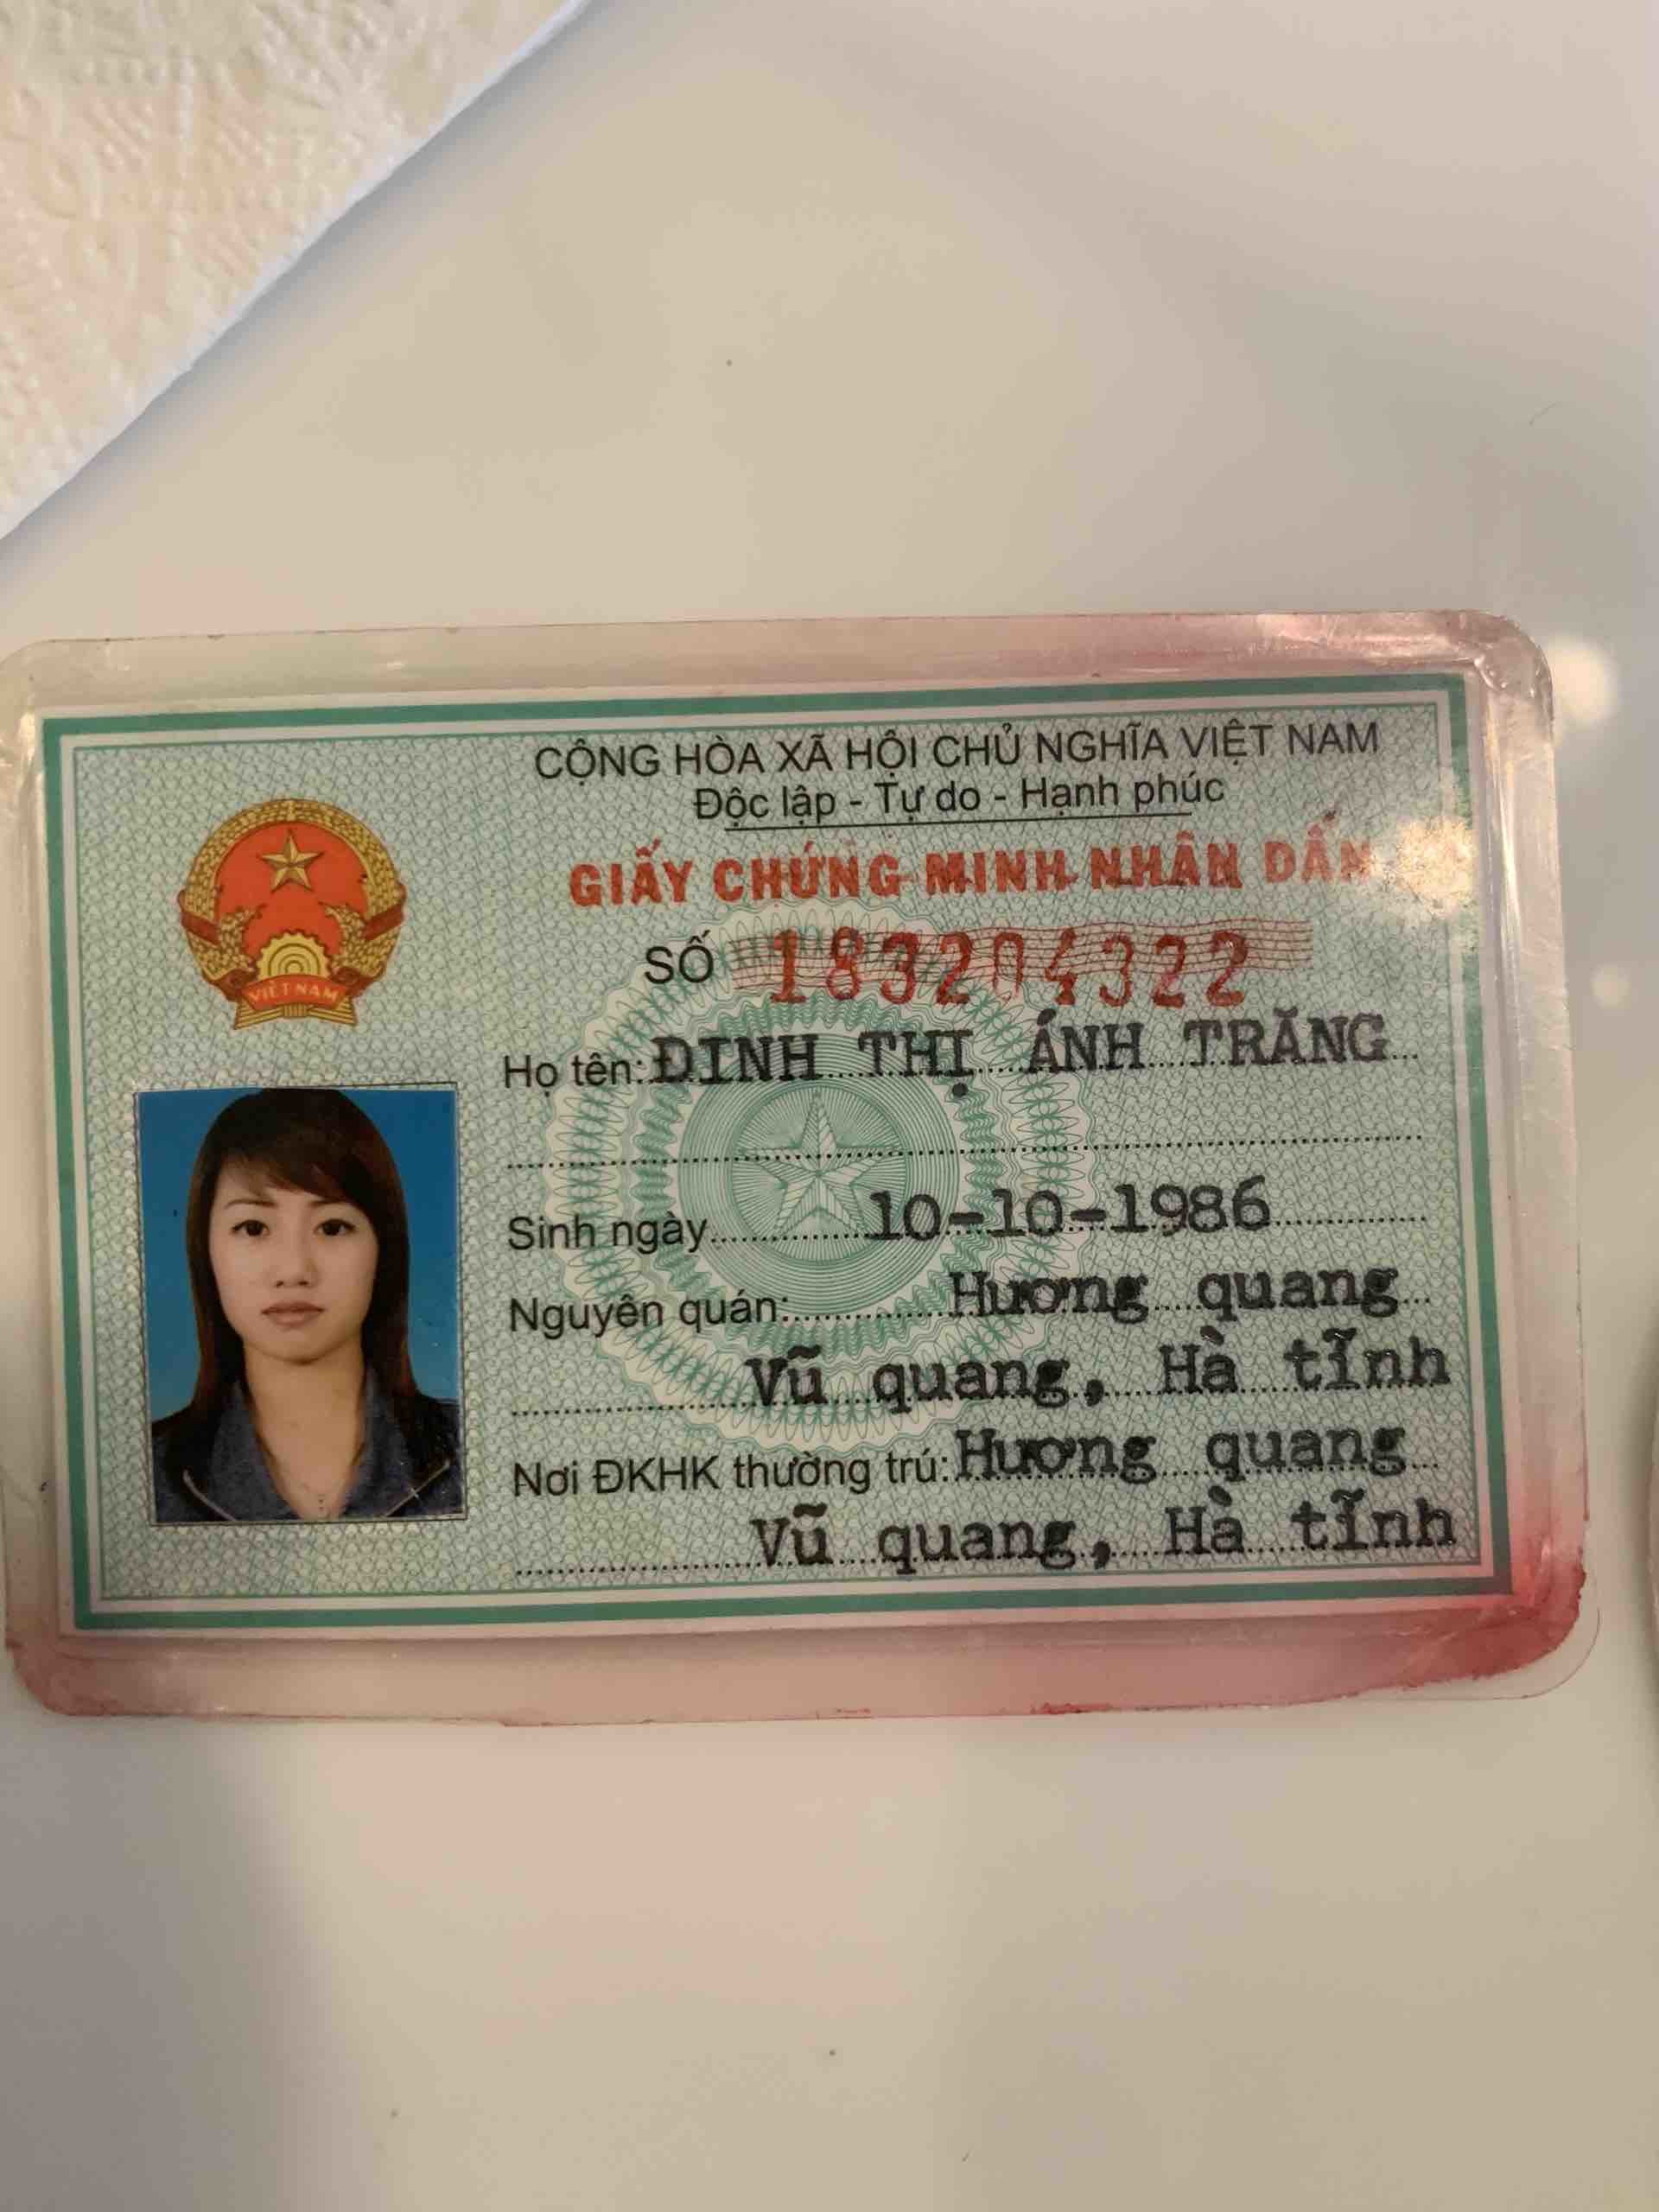 CỘNG HÒA XÃ HỘI CHỦ NGHĨA VIỆT NAM
Độc lập - Tự do - Hạnh phúc
GIẤY CHỨNG MINH NHÂN DÂN
SỐ 183204322
VIỆT NAM
Họ tên: ĐINH THỊ ÁNH TRĂNG
Sinh ngày 10-10-1986
Nguyên quán: Hương quang
Vũ quang, Hà tĩnh
Nơi ĐKHK thường trú: Hương quang
Vũ quang, Hà tĩnh